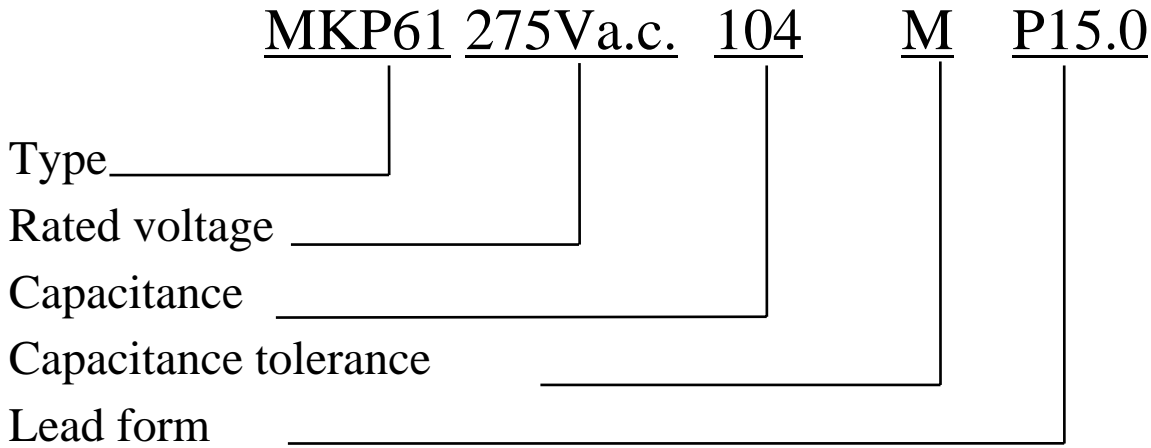 MKP61 275Va.c. 104 M P15.0
Type
Rated voltage
Capacitance
Capacitance tolerance
Lead form